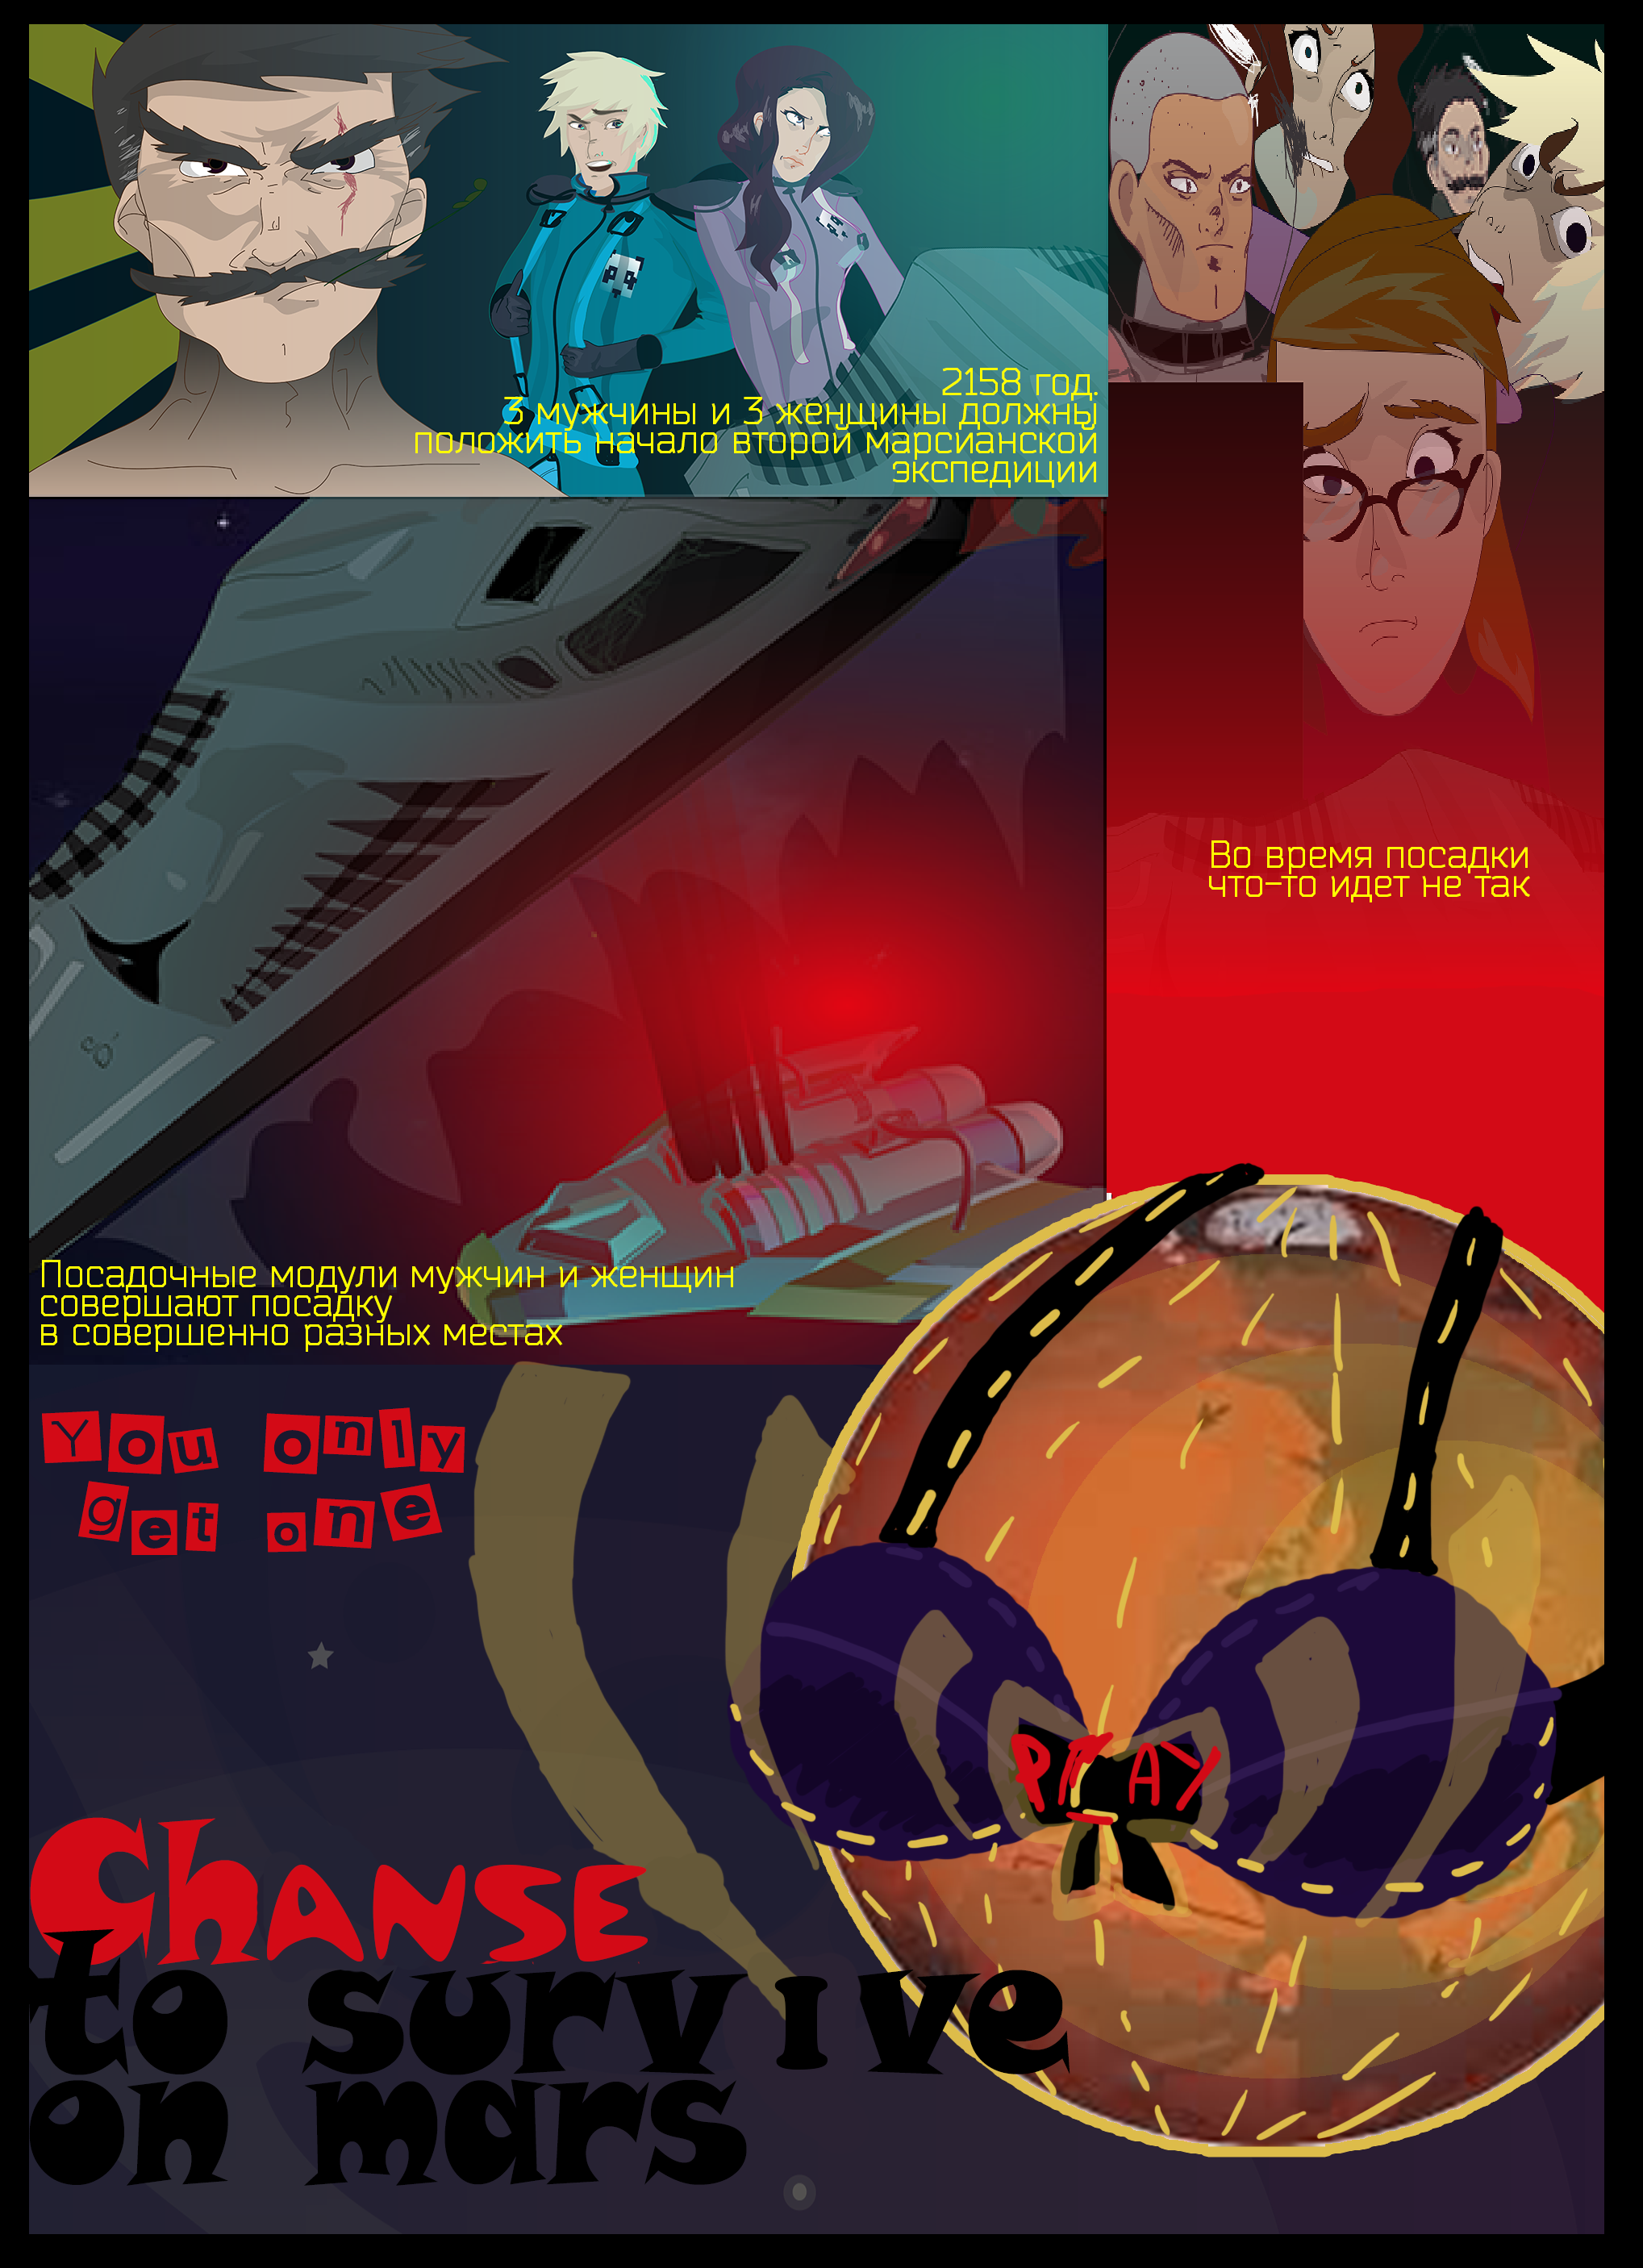 2158 год.
3 мужчины и 3 женщины должны
положить начало второй марсианской
экспедиции
Во время посадки
что-то идет не так
Посадочные модули мужчин и женщин
совершают посадку
в совершенно разных местах
You only
get one
Chanse
to survive
on mars